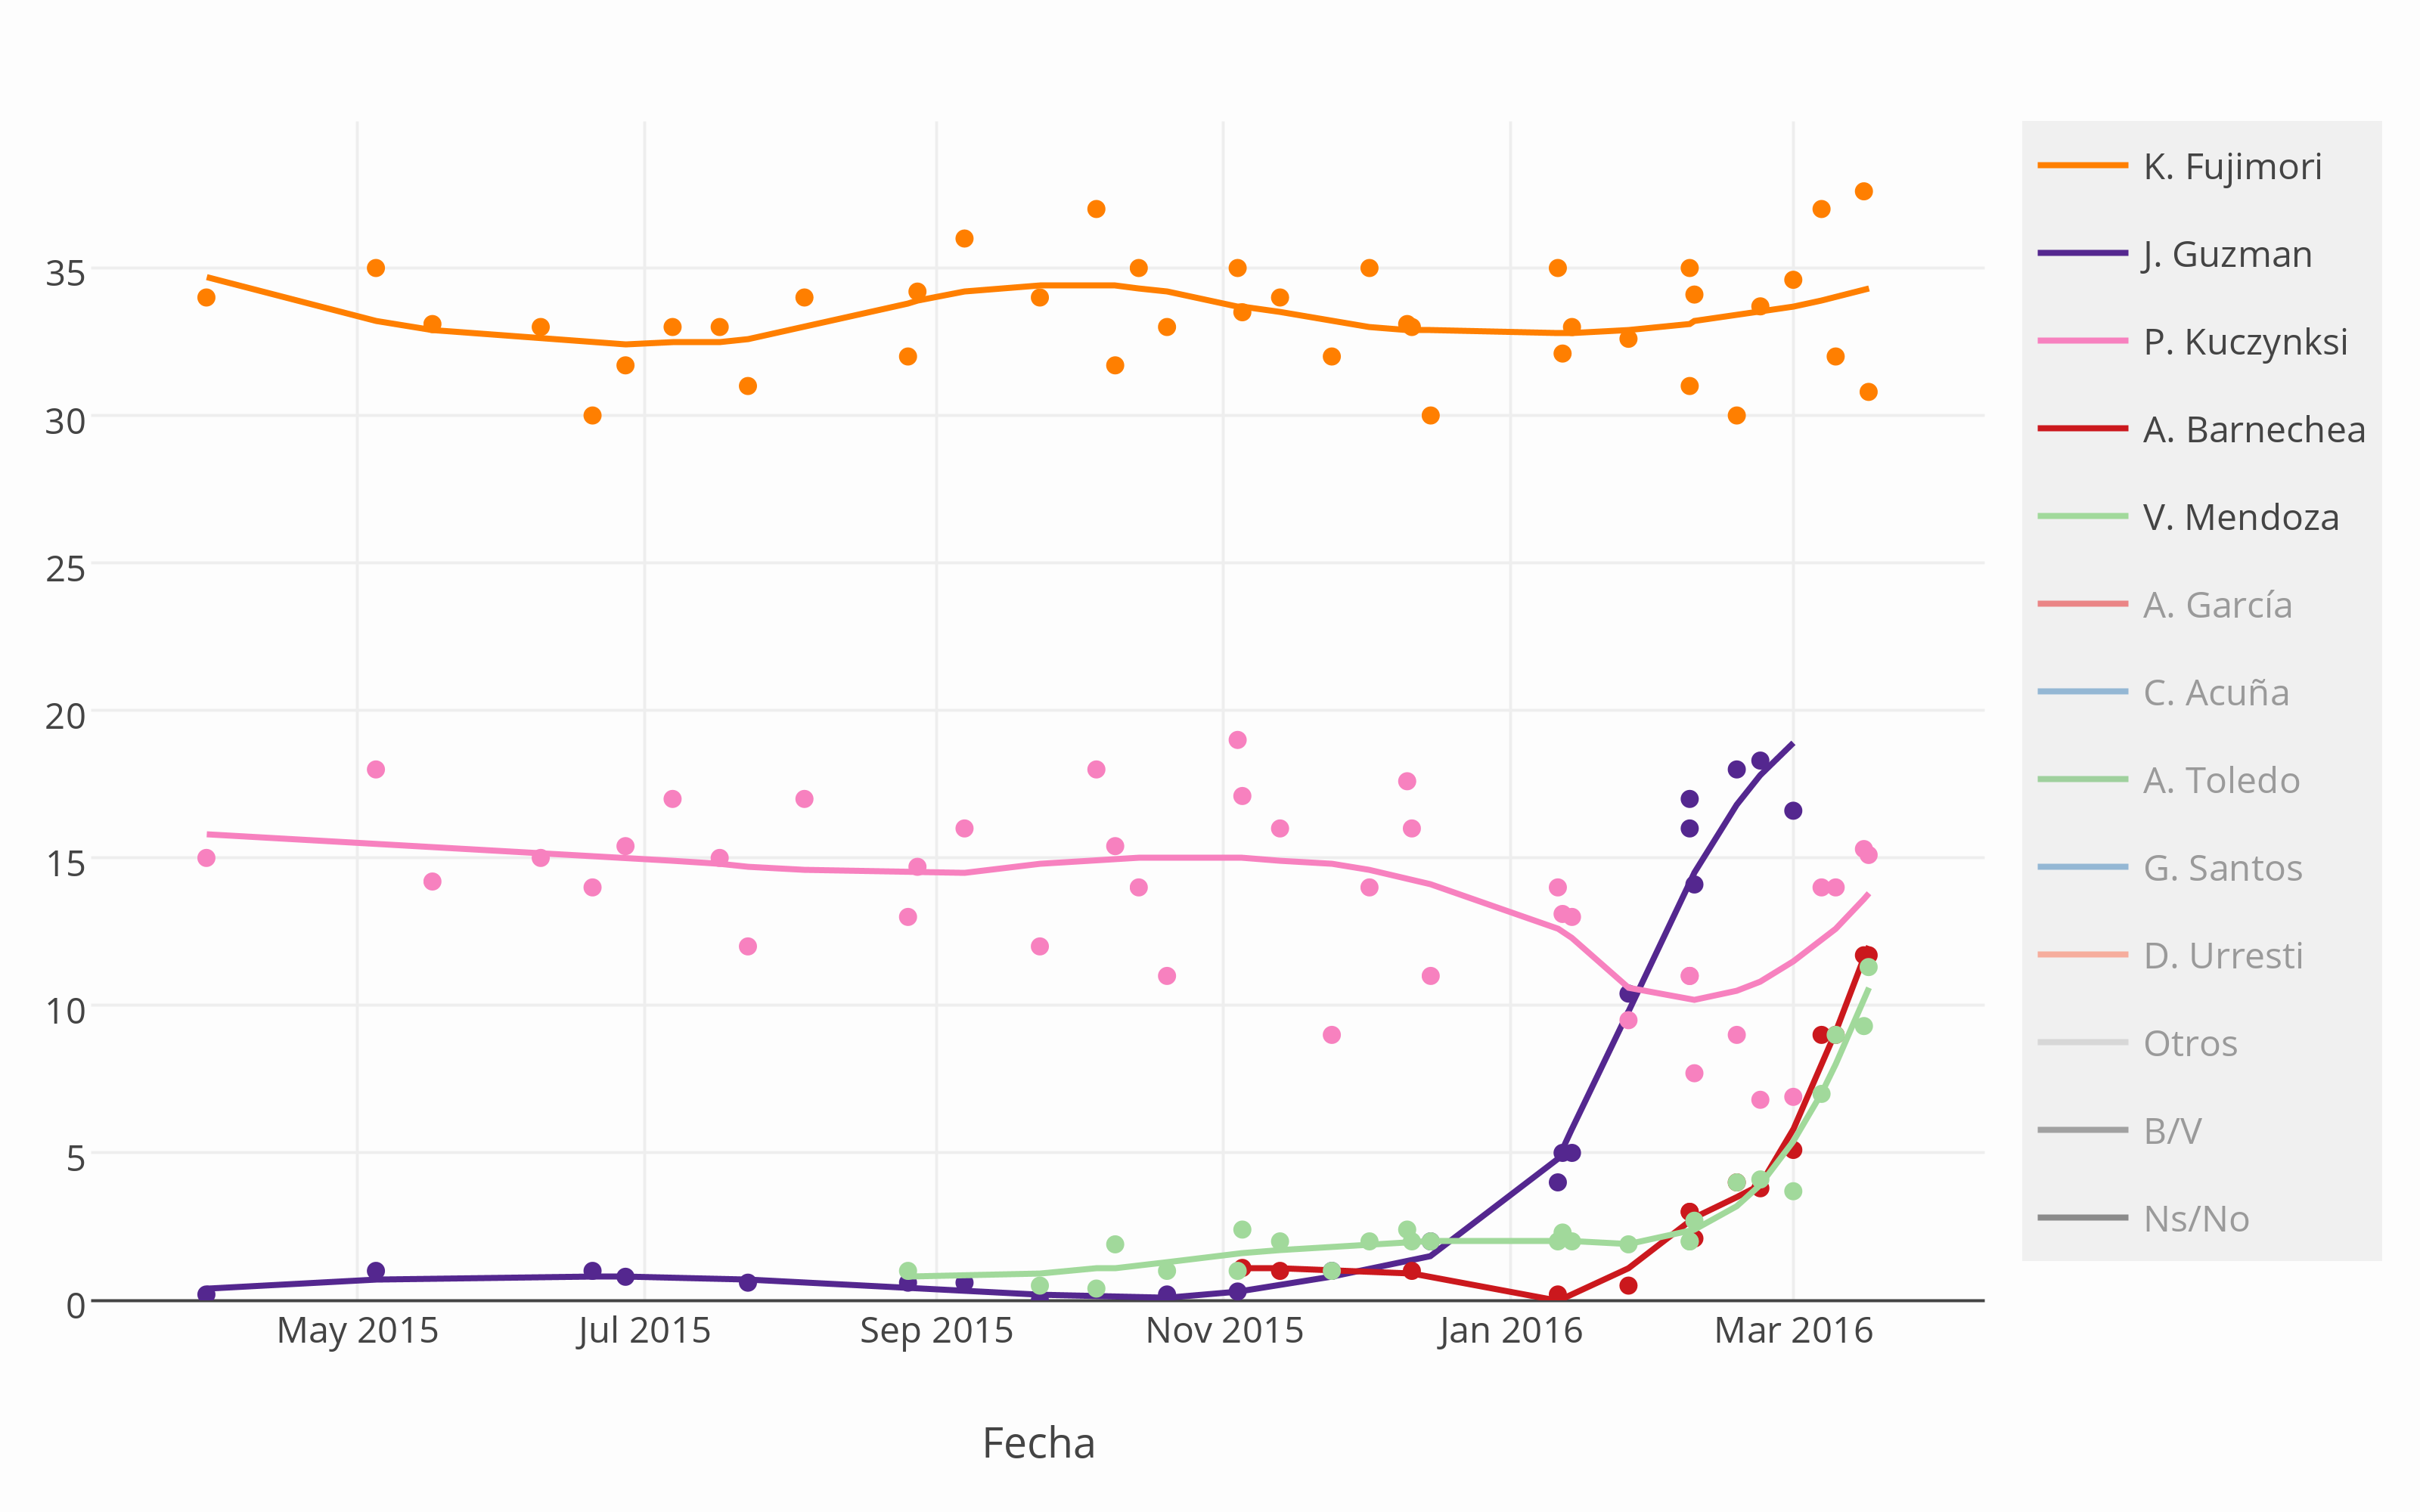 35
30
25
20
15
10
5
0
May 2015
Jul 2015
Sep 2015
Nov 2015
Jan 2016
Mar 2016
Fecha
K. Fujimori
J. Guzman
P. Kuczynksi
A. Barnechea
V. Mendoza
A. García
C. Acuña
A. Toledo
G. Santos
D. Urresti
Otros
B/V
Ns/No